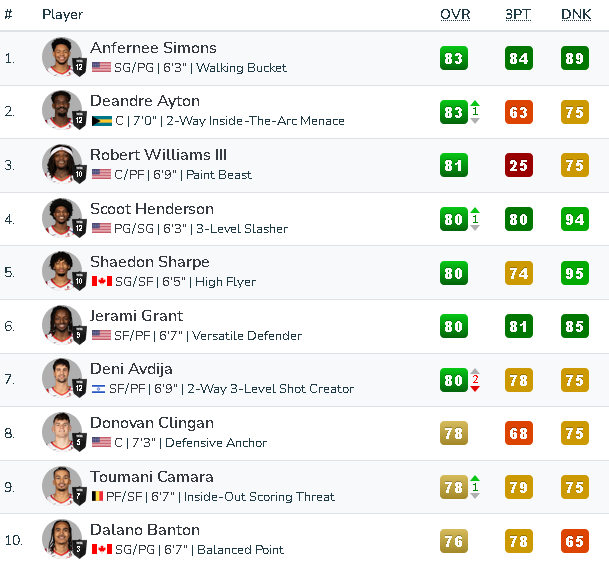 # Player OVR 3PT DNK
1. Anfernee Simons 83 84 89
12 SG/PG | 6'3" | Walking Bucket
2. Deandre Ayton 83 1 63 75
12 C | 7'0" | 2-Way Inside-The-Arc Menace
3. Robert Williams III 81 25 75
10 C/PF | 6'9" | Paint Beast
4. Scoot Henderson 80 1 80 94
12 PG/SG | 6'3" | 3-Level Slasher
5. Shaedon Sharpe 80 74 95
10 SG/SF | 6'5" | High Flyer
6. Jerami Grant 80 81 85
9 SF/PF | 6'7" | Versatile Defender
7. Deni Avdija 80 2 78 75
12 SF/PF | 6'9" | 2-Way 3-Level Shot Creator
8. Donovan Clingan 78 68 75
5 C | 7'3" | Defensive Anchor
9. Toumani Camara 78 1 79 75
7 PF/SF | 6'7" | Inside-Out Scoring Threat
10. Dalano Banton 76 78 65
3 SG/PG | 6'7" | Balanced Point